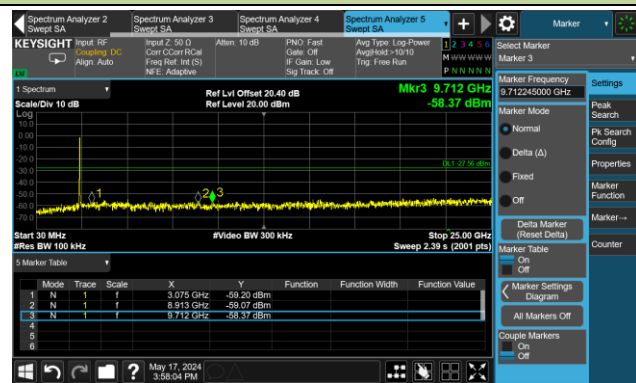 Spectrum Analyzer 2
Swept SA
Spectrum Analyzer 3
Swept SA
Spectrum Analyzer 4
Swept SA
Spectrum Analyzer 5
Swept SA
Marker
KEYSIGHT
Input: RF
Coupling: DC
Align: Auto
Input Z: 50 Ω
Corr CCorr RCal
Freq Ref: Int (S)
NFE: Adaptive
Atten: 10 dB
PNO: Fast
Gate: Off
IF Gain: Low
Sig Track: Off
Avg Type: Log-Power
Avg|Hold:>10/10
Trig: Free Run
1 2 3 4 5 6
M W W W W W
P N N N N N
LW
Select Marker
Marker 3
1 Spectrum
Scale/Div 10 dB
Ref Lvl Offset 20.40 dB
Ref Level 20.00 dBm
Mkr3 9.712 GHz
-58.37 dBm
Log
10.0
0.00
-10.0
-20.0
-30.0
-40.0
-50.0
-60.0
-70.0
DL1 -27.56 dBm
1
2
3
Start 30 MHz
#Res BW 100 kHz
#Video BW 300 kHz
Stop 25.00 GHz
Sweep 2.39 s (2001 pts)
5 Marker Table
Mode Trace Scale X Y Function Function Width Function Value
1 N 1 f 3.075 GHz -59.20 dBm
2 N 1 f 8.913 GHz -59.07 dBm
3 N 1 f 9.712 GHz -58.37 dBm
4
5
6
Marker Frequency
9.712245000 GHz
Marker Mode
Normal
Delta (Δ)
Fixed
Off
Delta Marker
(Reset Delta)
Marker Table
On
Off
Marker Settings
Diagram
All Markers Off
Couple Markers
On
Off
Settings
Peak
Search
Pk Search
Config
Properties
Marker
Function
Marker→
Counter
May 17, 2024
3:58:04 PM